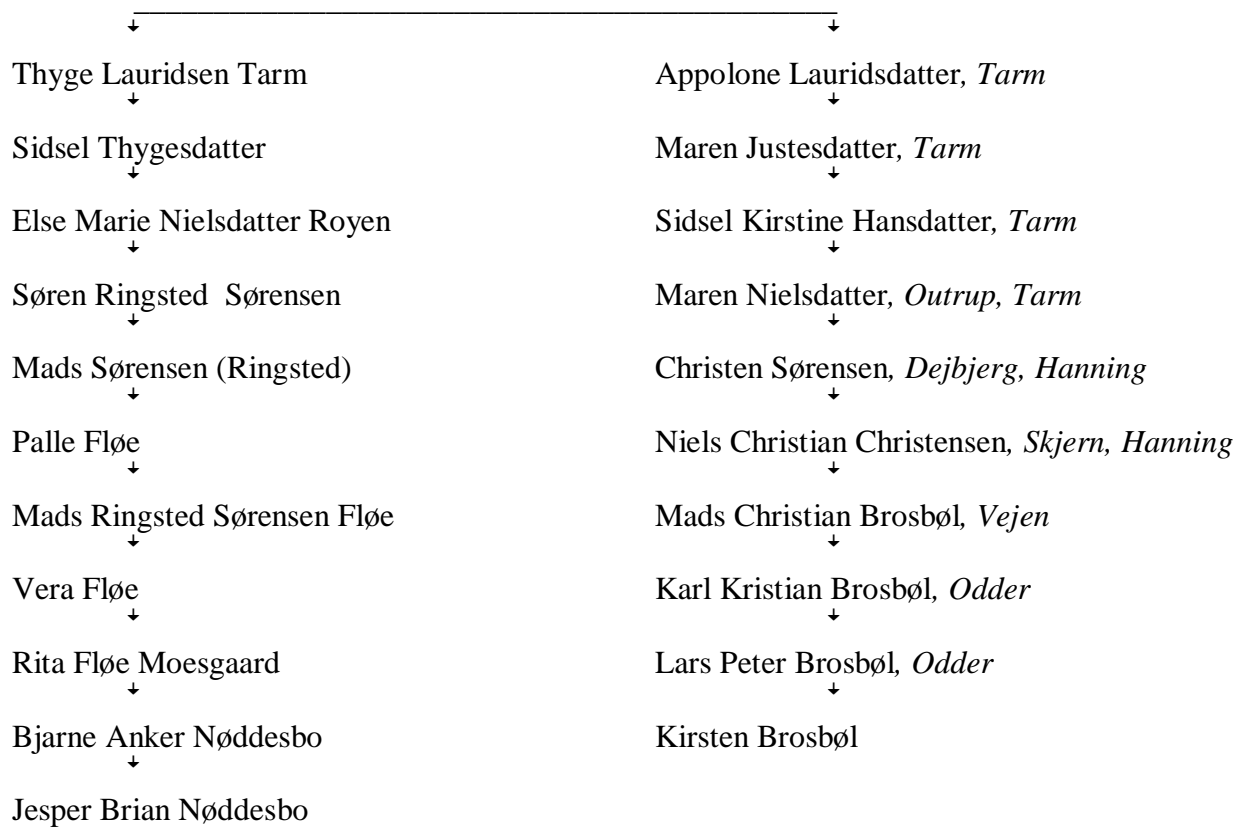 Thyge Lauridsen Tarm Appolone Lauridsdatter, Tarm
Sidsel Thygesdatter Maren Justesdatter, Tarm
Else Marie Nielsdatter Royen Sidsel Kirstine Hansdatter, Tarm
Søren Ringsted Sørensen Maren Nielsdatter, Outrup, Tarm
Mads Sørensen (Ringsted) Christen Sørensen, Dejbjerg, Hanning
Palle Fløe Niels Christian Christensen, Skjern, Hanning
Mads Ringsted Sørensen Fløe Mads Christian Brosbøl, Vejen
Vera Fløe Karl Kristian Brosbøl, Odder
Rita Fløe Moesgaard Lars Peter Brosbøl, Odder
Bjarne Anker Nøddesbo Kirsten Brosbøl
Jesper Brian Nøddesbo